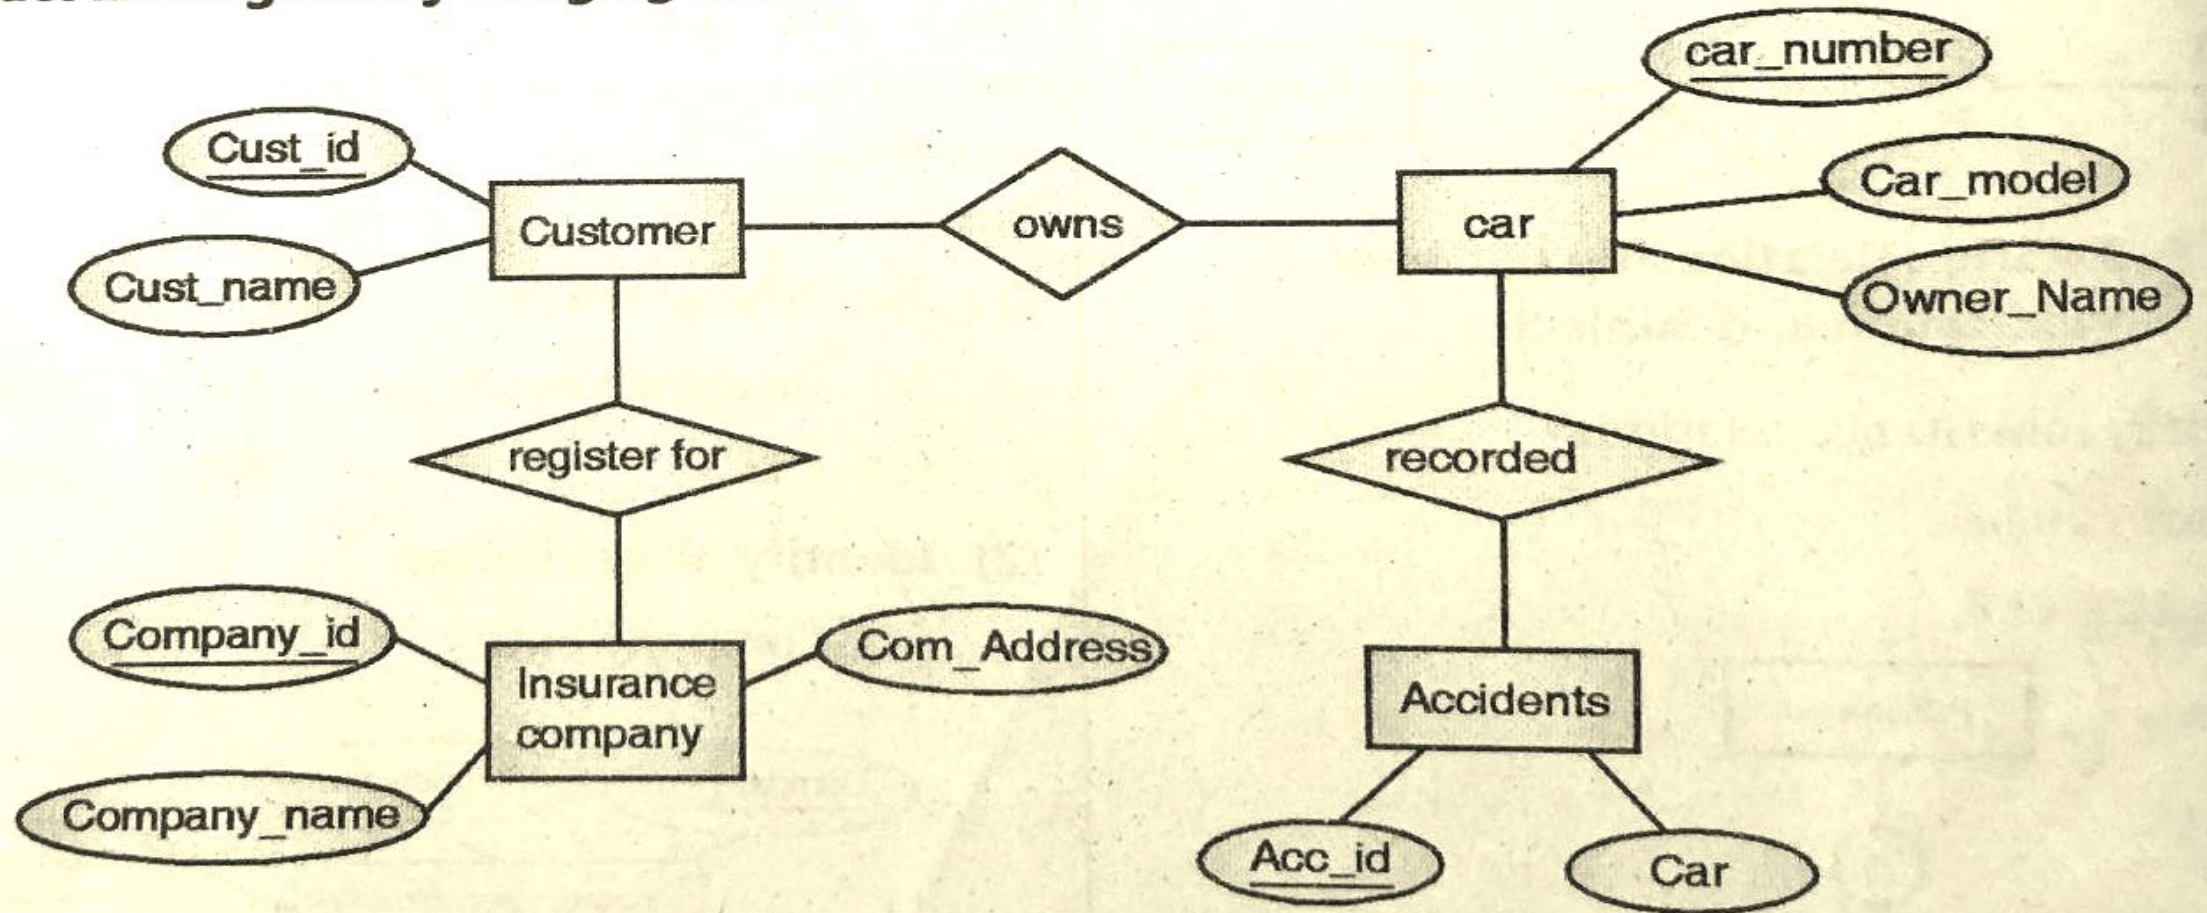 car_number
Cust_id
Car_model
Customer
owns
car
Cust_name
Owner_Name
register for
recorded
Company_id
Com_Address
Insurance
company
Accidents
Company_name
Acc_id
Car